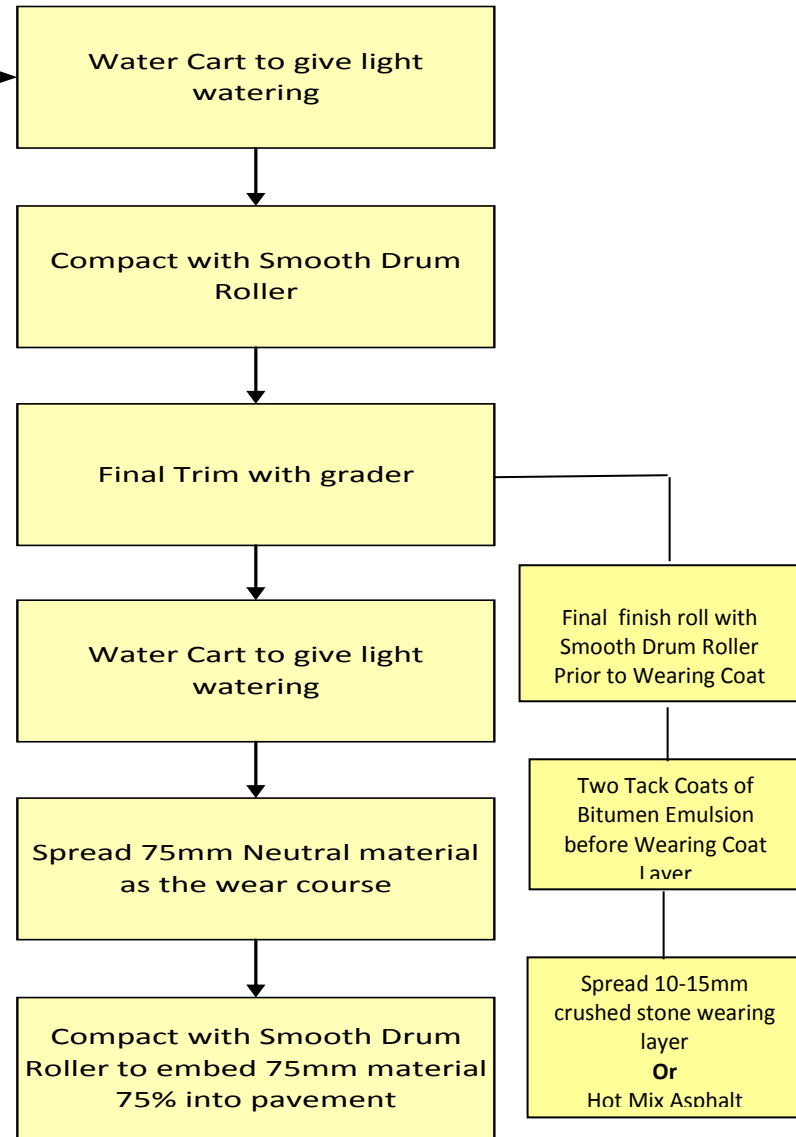 Water Cart to give light
watering
Compact with Smooth Drum
Roller
Final Trim with grader
Water Cart to give light
watering
Spread 75mm Neutral material
as the wear course
Compact with Smooth Drum
Roller to embed 75mm material
75% into pavement
Final finish roll with
Smooth Drum Roller
Prior to Wearing Coat
Two Tack Coats of
Bitumen Emulsion
before Wearing Coat
Layer
Spread 10-15mm
crushed stone wearing
layer
Or
Hot Mix Asphalt